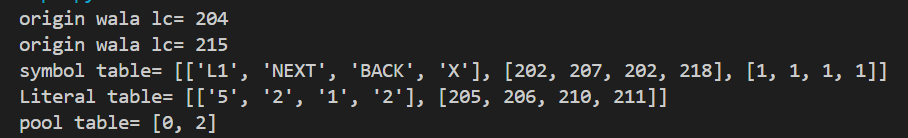 origin wala lc= 204
origin wala lc= 215
symbol table= [['L1', 'NEXT', 'BACK', 'X'], [202, 207, 202, 218], [1, 1, 1, 1]]
Literal table= [['5', '2', '1', '2'], [205, 206, 210, 211]]
pool table= [0, 2]